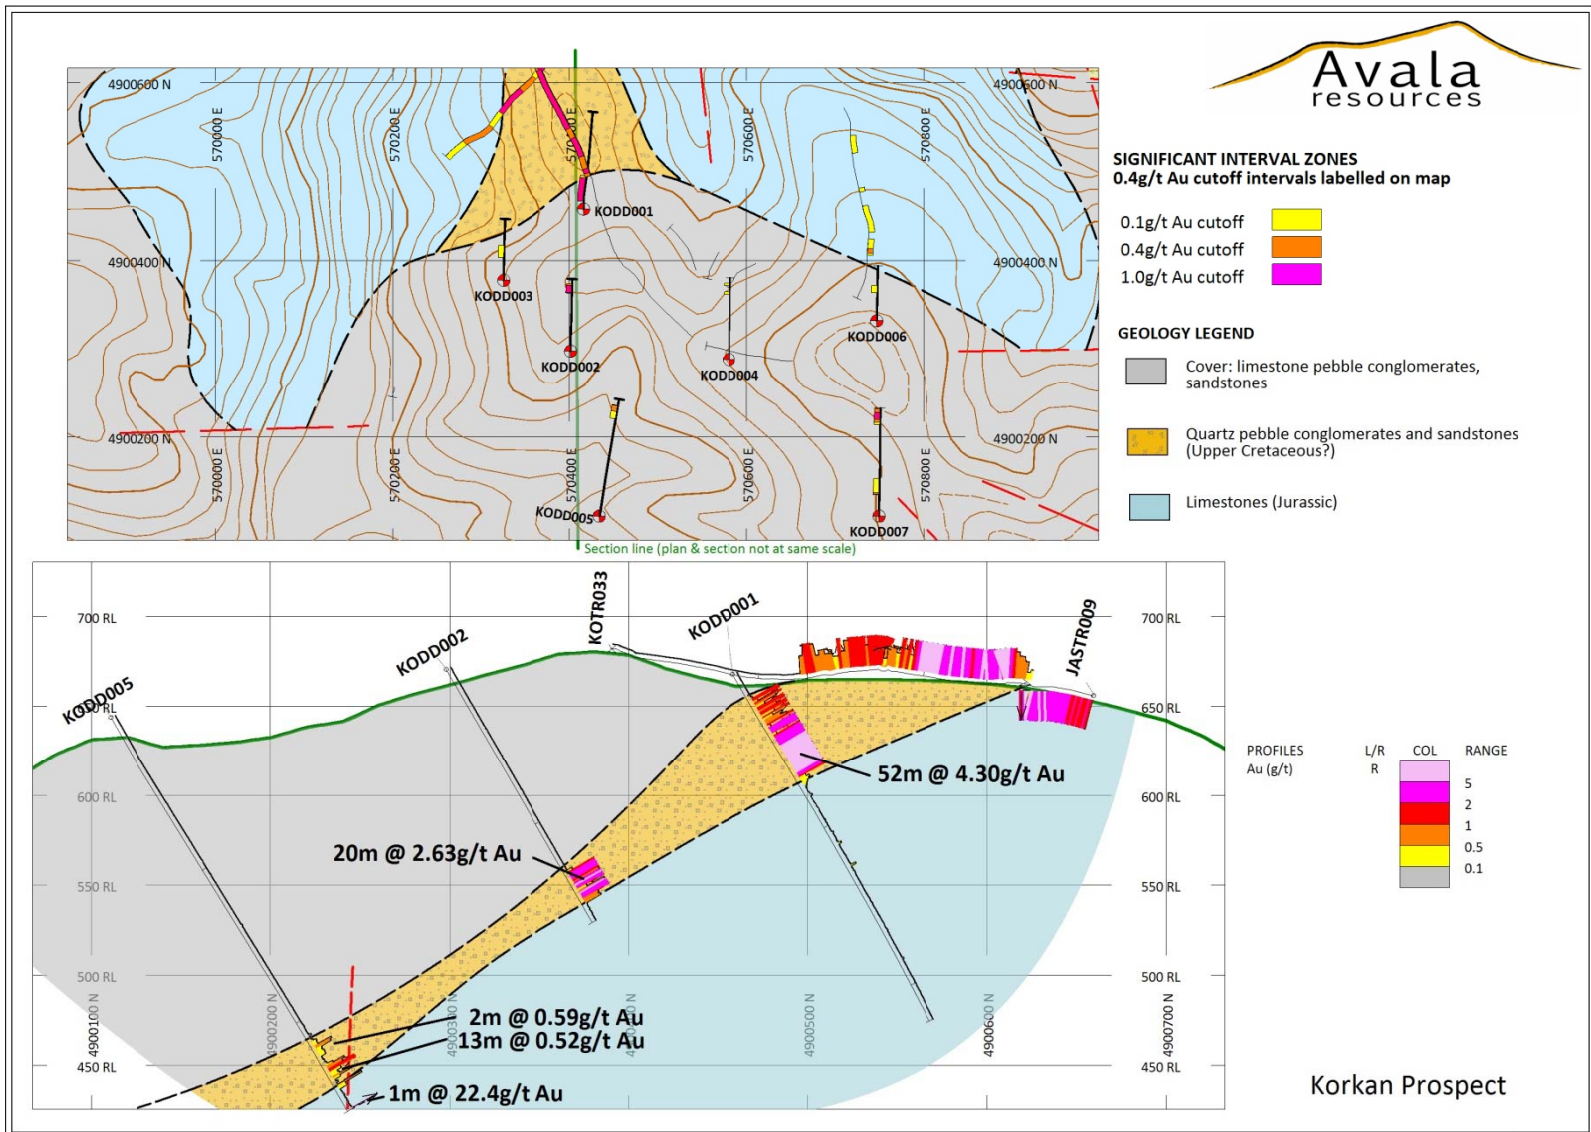 Avala
resources
4900600 N
4900600 N
570000 E
570200 E
570600 E
570800 E
KODD001
4900400 N
4900400 N
KODD003
KODD002
KODD004
KODD006
4900200 N
4900200 N
570000 E
570200 E
570400 E
570600 E
570800 E
KODD005
KODD007
Section line (plan & section not at same scale)
SIGNIFICANT INTERVAL ZONES
0.4g/t Au cutoff intervals labelled on map
0.1g/t Au cutoff
0.4g/t Au cutoff
1.0g/t Au cutoff
GEOLOGY LEGEND
Cover: limestone pebble conglomerates,
sandstones
Quartz pebble conglomerates and sandstones
(Upper Cretaceous?)
Limestones (Jurassic)
700 RL
700 RL
KODD005
KODD002
KOTR033
KODD001
JASTR009
650 RL
52m @ 4.30g/t Au
600 RL
600 RL
20m @ 2.63g/t Au
550 RL
550 RL
500 RL
500 RL
2m @ 0.59g/t Au
13m @ 0.52g/t Au
450 RL
450 RL
1m @ 22.4g/t Au
4900100 N
4900200 N
4900300 N
4900500 N
4900600 N
4900700 N
PROFILES L/R COL RANGE
Au (g/t) R
5
2
1
0.5
0.1
Korkan Prospect